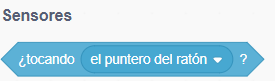 Sensores
¿tocando el puntero del ratón ?